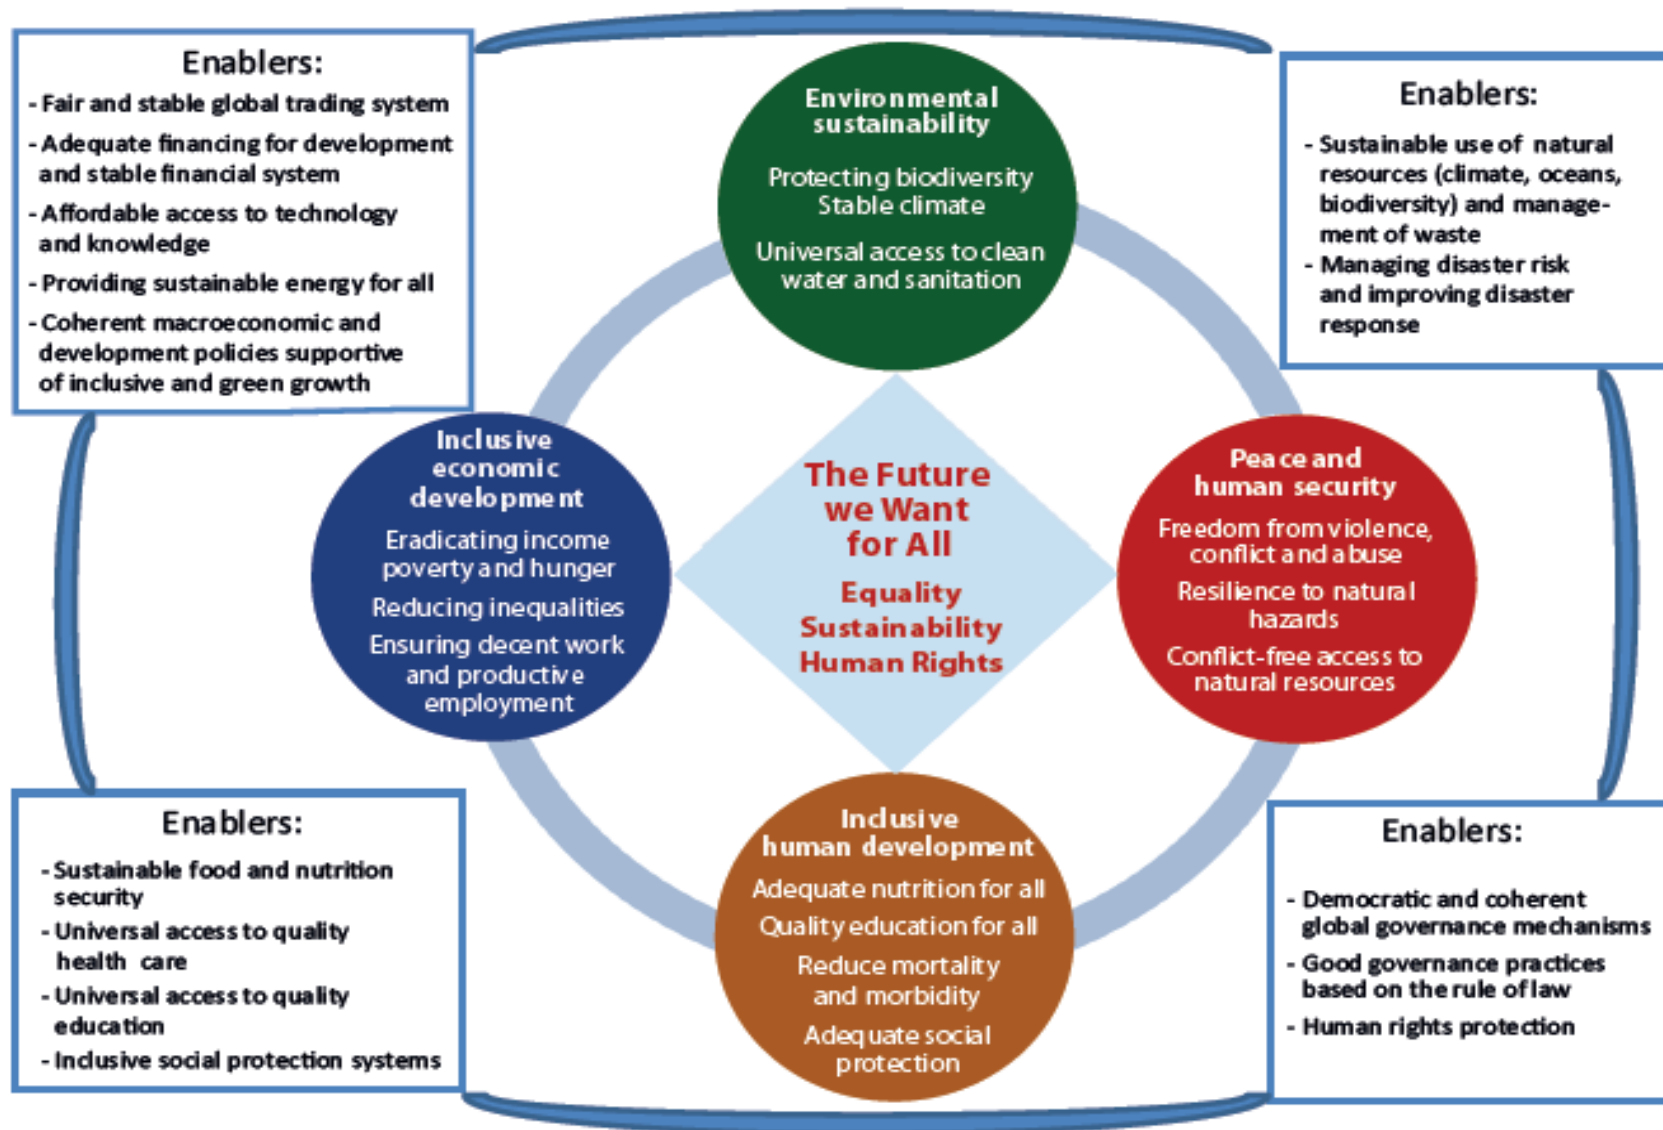 Enablers:
- Fair and stable global trading system
- Adequate financing for development
and stable financial system
- Affordable access to technology
and knowledge
- Providing sustainable energy for all
- Coherent macroeconomic and
development policies supportive
of inclusive and green growth
Environmental
sustainability
Protecting biodiversity
Stable climate
Universal access to clean
water and sanitation
Enablers:
- Sustainable use of natural
resources (climate, oceans,
biodiversity) and manage-
ment of waste
- Managing disaster risk
and improving disaster
response
Inclusive
economic
development
Eradicating income
poverty and hunger
Reducing inequalities
Ensuring decent work
and productive
employment
The Future
we Want
for All
Equality
Sustainability
Human Rights
Peace and
human security
Freedom from violence,
conflict and abuse
Resilience to natural
hazards
Conflict-free access to
natural resources
Enablers:
- Sustainable food and nutrition
security
- Universal access to quality
health care
- Universal access to quality
education
- Inclusive social protection systems
Inclusive
human development
Adequate nutrition for all
Quality education for all
Reduce mortality
and morbidity
Adequate social
protection
Enablers:
- Democratic and coherent
global governance mechanisms
- Good governance practices
based on the rule of law
- Human rights protection